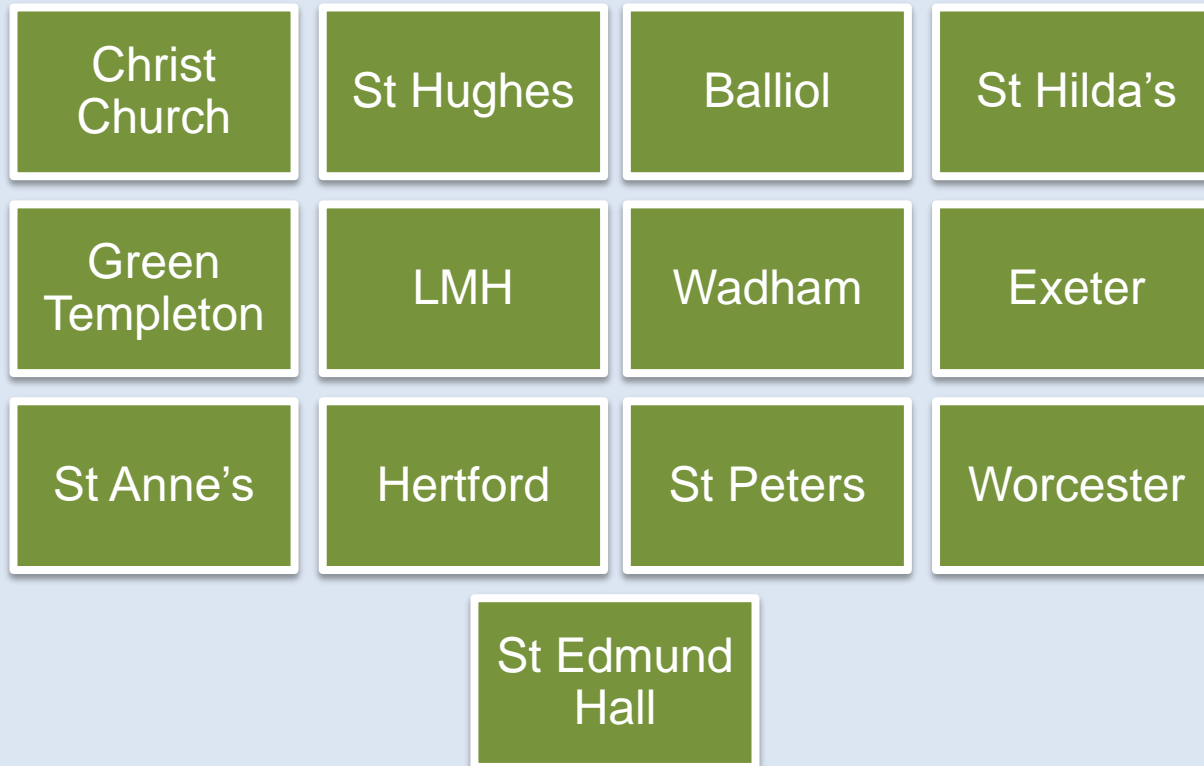 Christ
Church
St Hughes
Balliol
St Hilda’s
Green
Templeton
LMH
Wadham
Exeter
St Anne’s
Hertford
St Peters
Worcester
St Edmund
Hall